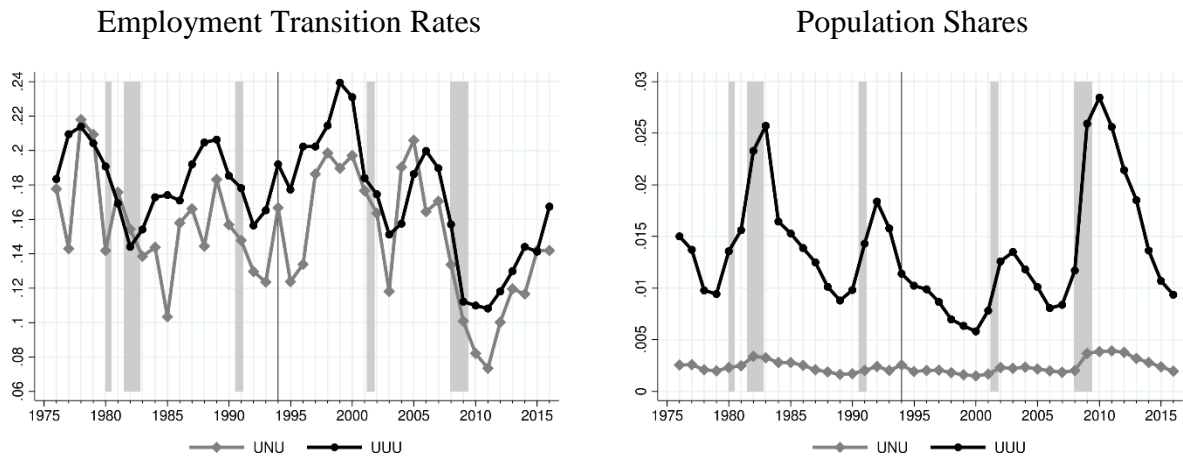 Employment Transition Rates
.24
.22
.2
.18
.16
.14
.12
.1
.08
.06
1975 1980 1985 1990 1995 2000 2005 2010 2015
UNU UUU
Population Shares
.03
.025
.02
.015
.01
.005
0
1975 1980 1985 1990 1995 2000 2005 2010 2015
UNU UUU